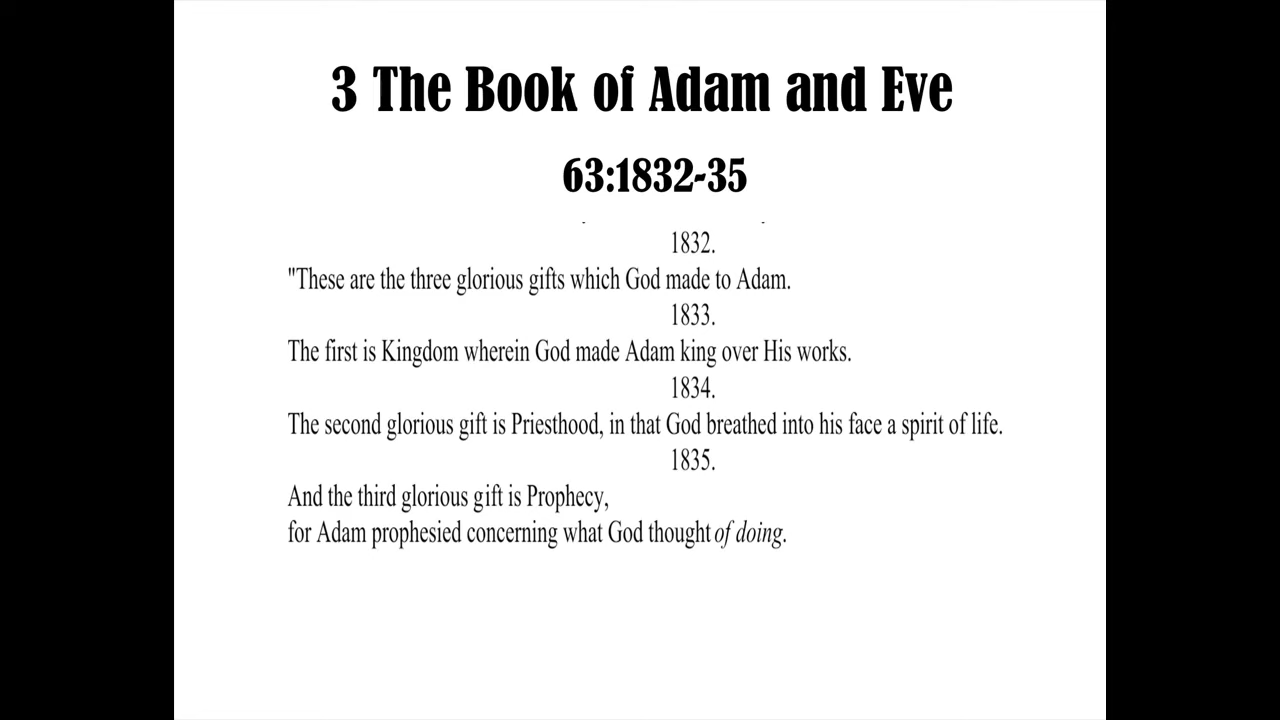 3 The Book of Adam and Eve
63:1832-35
1832.
"These are the three glorious gifts which God made to Adam.
1833.
The first is Kingdom wherein God made Adam king over His works.
1834.
The second glorious gift is Priesthood, in that God breathed into his face a spirit of life.
1835.
And the third glorious gift is Prophecy,
for Adam prophesied concerning what God thought of doing.